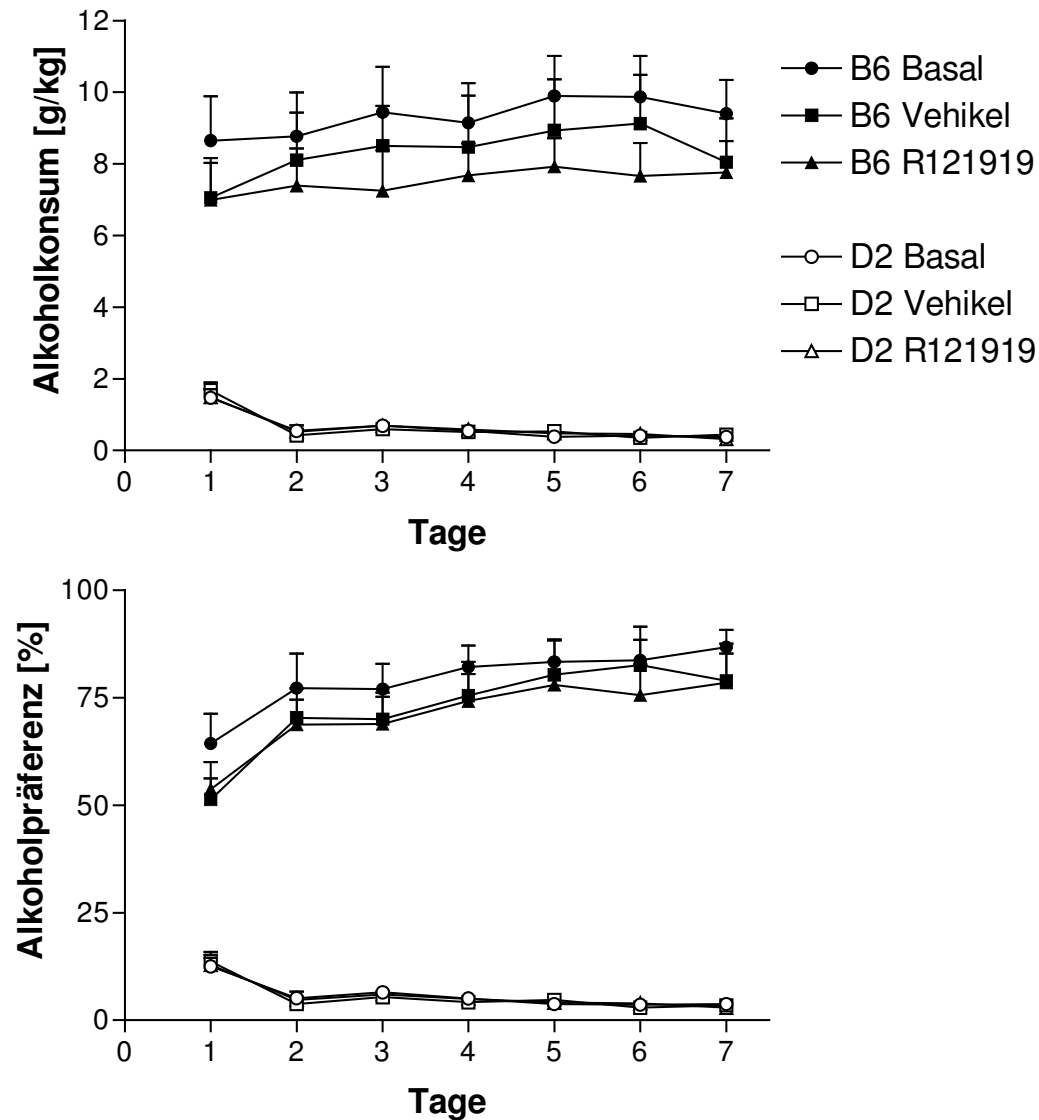 Alkoholkonsum [g/kg]
12
10
8
6
4
2
0
0 1 2 3 4 5 6 7
Tage
B6 Basal
B6 Vehikel
B6 R121919
D2 Basal
D2 Vehikel
D2 R121919
Alkoholpräferenz [%]
100
75
50
25
0
0 1 2 3 4 5 6 7
Tage